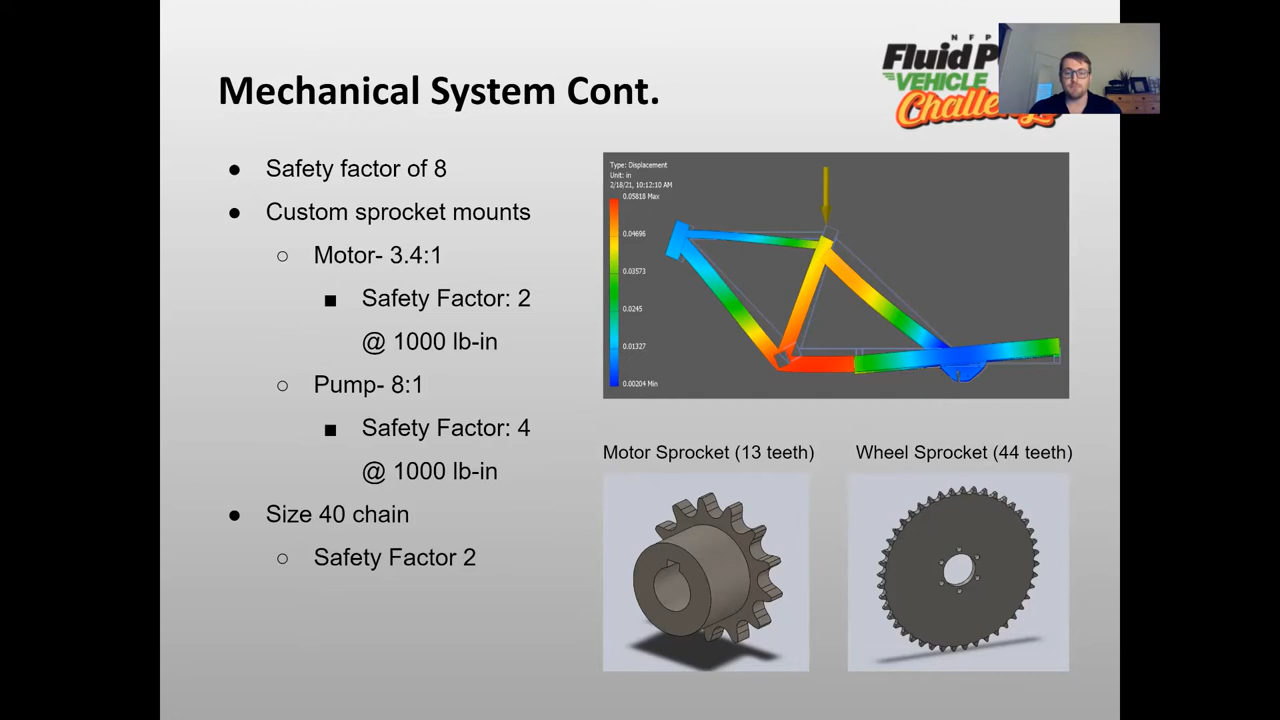 Mechanical System Cont.
N F P
Fluid P
VEHICLE
Challeng
● Safety factor of 8
● Custom sprocket mounts
○ Motor- 3.4:1
■ Safety Factor: 2
@ 1000 lb-in
○ Pump- 8:1
■ Safety Factor: 4
@ 1000 lb-in
● Size 40 chain
○ Safety Factor 2
Type: Displacement
Unit: in
2/18/21, 10:12:10 AM
0.05818 Max
0.04696
0.03573
0.0245
0.01327
0.00204 Min
Motor Sprocket (13 teeth)
Wheel Sprocket (44 teeth)